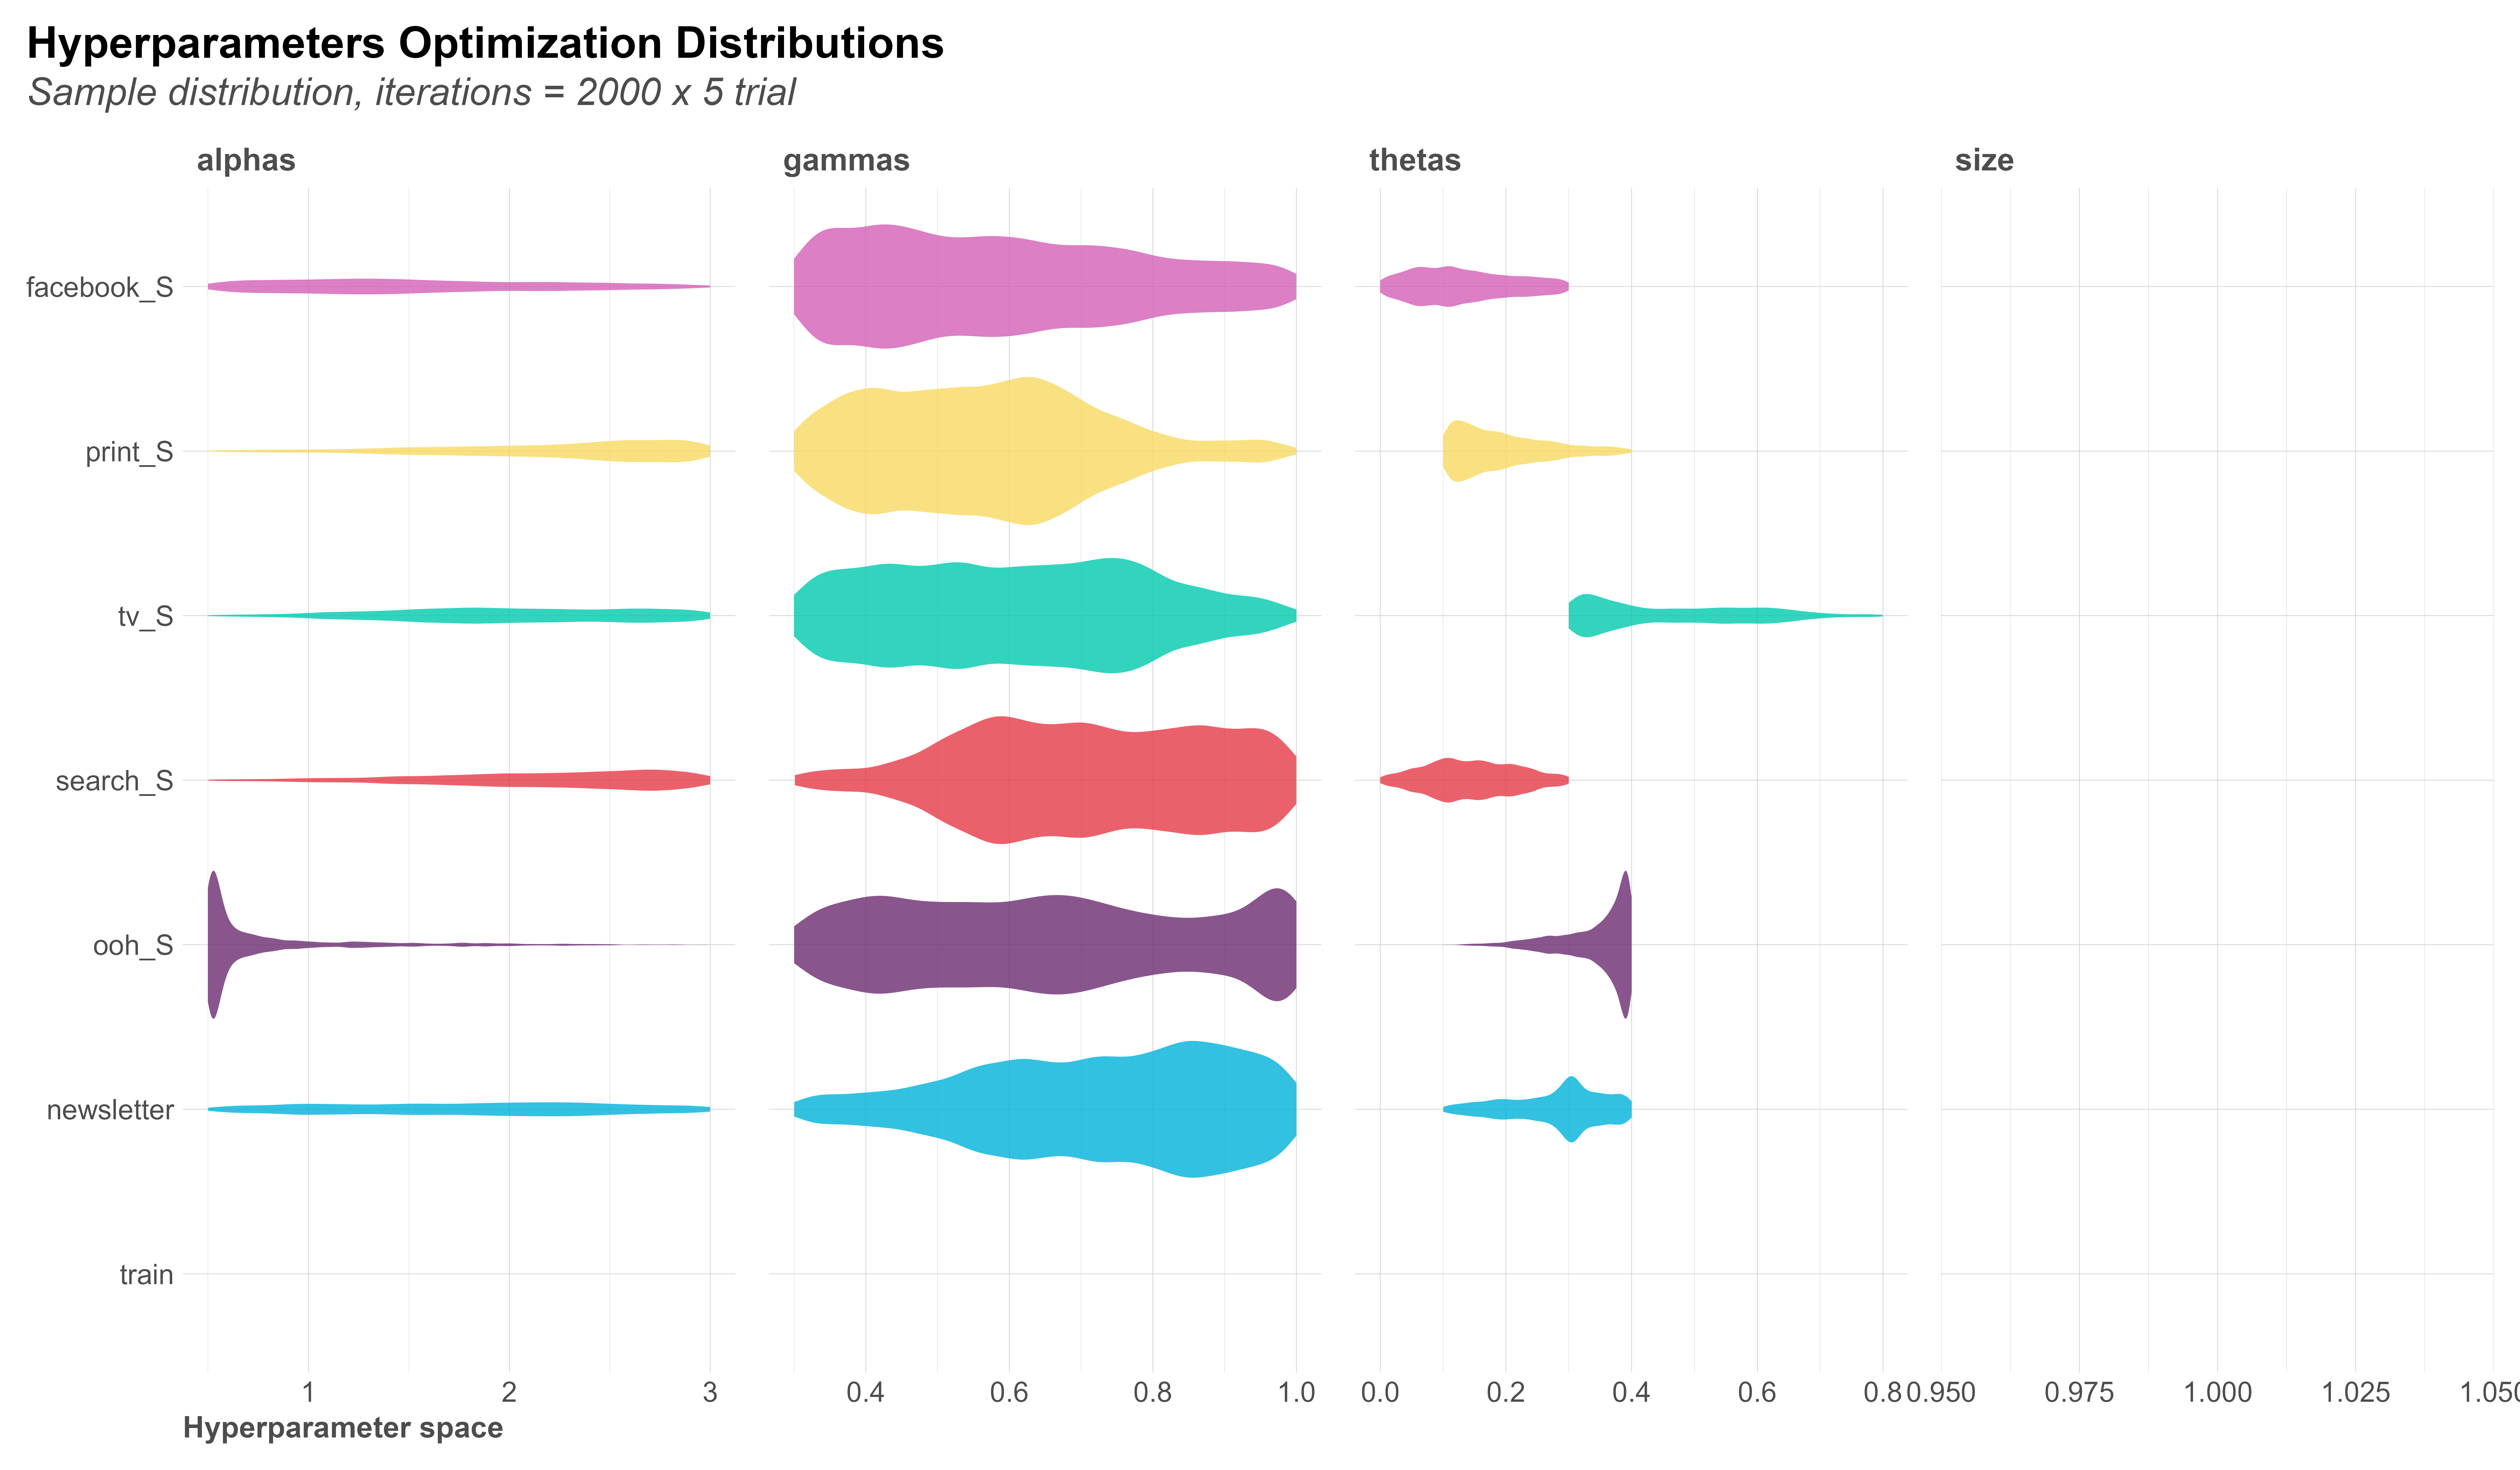 Hyperparameters Optimization Distributions
Sample distribution, iterations = 2000 x 5 trial
alphas gammas thetas size
facebook_S
print_S
tv_S
search_S
ooh_S
newsletter
train
1 2 3 0.4 0.6 0.8 1.0 0.0 0.2 0.4 0.6 0.8 0.950 0.975 1.000 1.025 1.050
Hyperparameter space